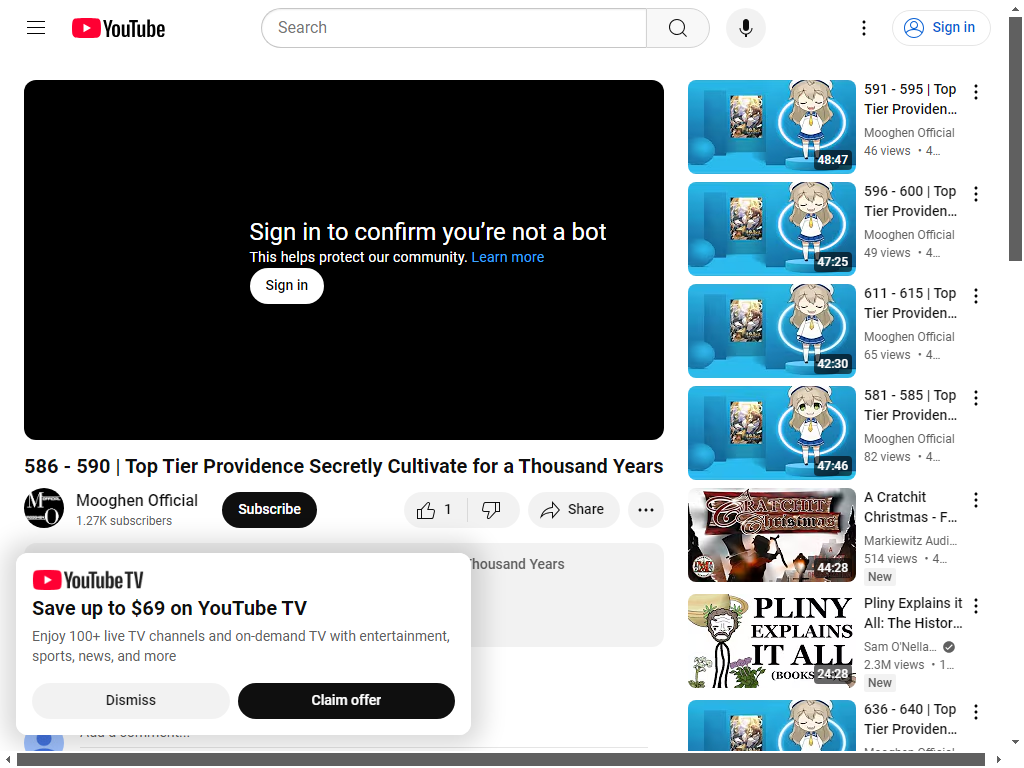 YouTube
Search
Sign in
Sign in to confirm you’re not a bot
This helps protect our community. Learn more
Sign in
586 - 590 | Top Tier Providence Secretly Cultivate for a Thousand Years
Mooghen Official
1.27K subscribers
Subscribe
1
Share
Thousand Years
YouTube TV
Save up to $69 on YouTube TV
Enjoy 100+ live TV channels and on-demand TV with entertainment,
sports, news, and more
Dismiss
Claim offer
Add a comment...
48:47
591 - 595 | Top
Tier Providen…
Mooghen Official
46 views • 4…
47:25
596 - 600 | Top
Tier Providen…
Mooghen Official
49 views • 4…
42:30
611 - 615 | Top
Tier Providen…
Mooghen Official
65 views • 4…
47:46
581 - 585 | Top
Tier Providen…
Mooghen Official
82 views • 4…
A CRATCHIT
Christmas
44:28
A Cratchit
Christmas - F…
Markiewitz Audi…
514 views • 4…
New
PLINY
EXPLAINS
IT ALL
(BOOKS
24:28
Pliny Explains it
All: The Histor…
Sam O'Nella…
2.3M views • 1…
New
636 - 640 | Top
Tier Providen…
Mooghen Official